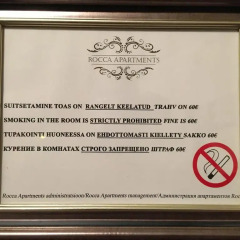 ROCCA APARTMENTS
SUITSETAMINE TOAS ON RANGELT KEELATUD TRAHV ON 60€
SMOKING IN THE ROOM IS STRICTLY PROHIBITED FINE IS 60€
TUPAKOINTI HUONEESSA ON EHDOTTOMASTI KIELLETY SAKKO 60€
КУРЕНИЕ В КОМНАТАХ СТРОГО ЗАПРЕЩЕНО ШТРАФ 60€
Rocca Apartments administratsioon/Rocca Apartments management/Администрация апартаментов Roc